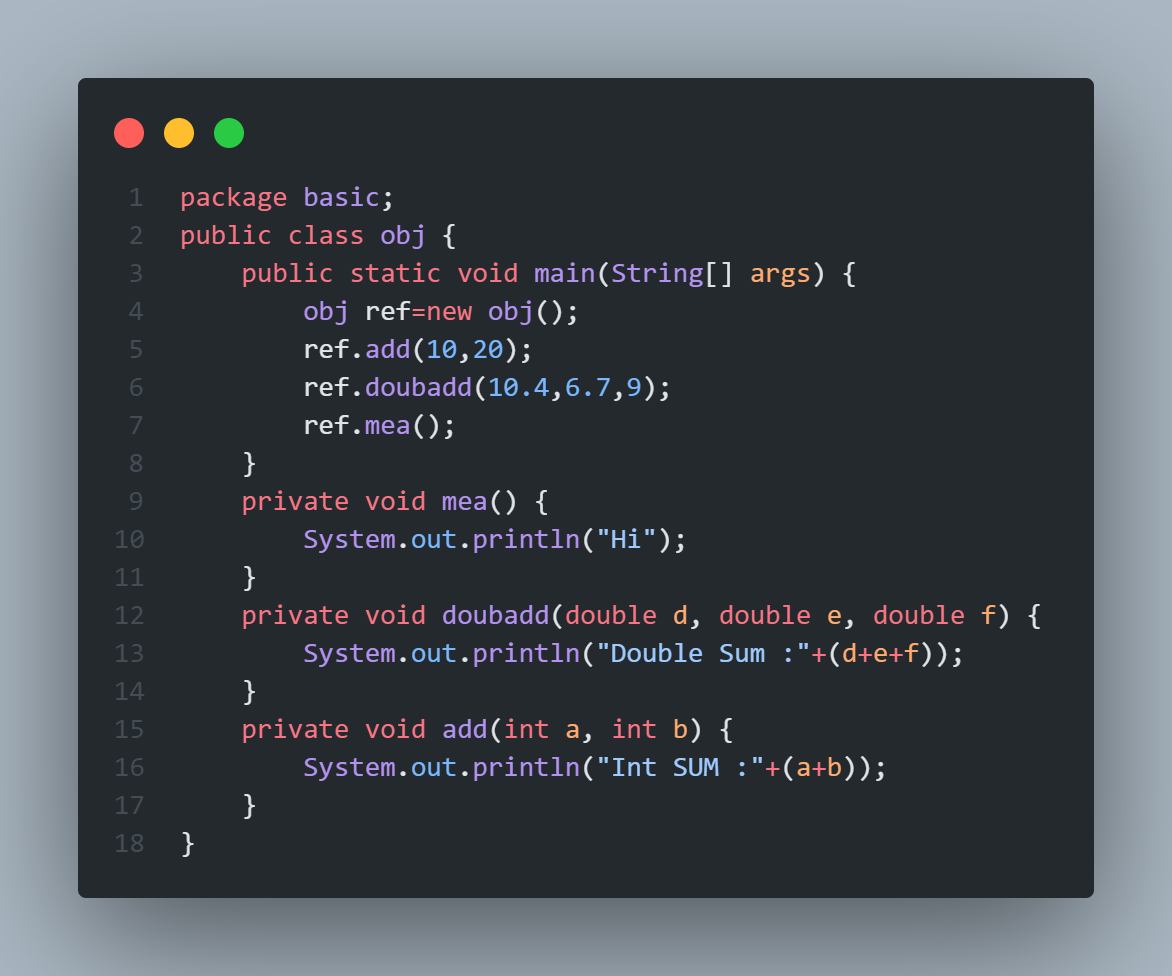 1 package basic;
2 public class obj {
3     public static void main(String[] args) {
4         obj ref=new obj();
5         ref.add(10,20);
6         ref.doubadd(10.4,6.7,9);
7         ref.mea();
8     }
9     private void mea() {
10         System.out.println("Hi");
11     }
12     private void doubadd(double d, double e, double f) {
13         System.out.println("Double Sum :"+(d+e+f));
14     }
15     private void add(int a, int b) {
16         System.out.println("Int SUM :"+(a+b));
17     }
18 }